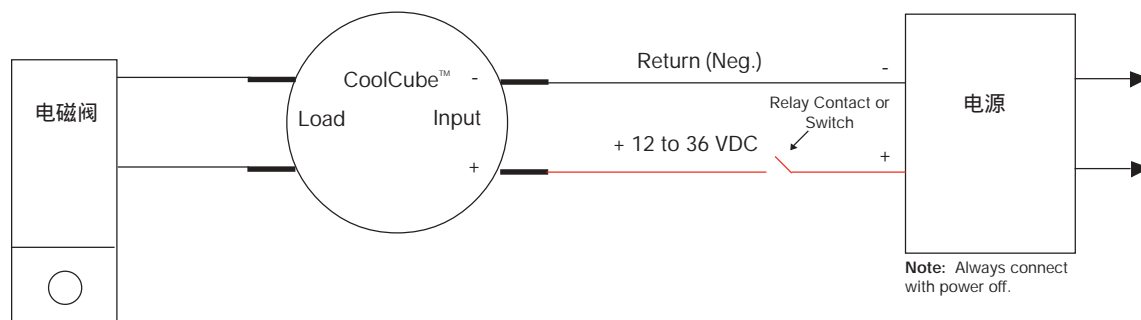 电磁阀
CoolCube™
Load
Input
-
+
Return (Neg.)
Relay Contact or
Switch
+ 12 to 36 VDC
-
+
电源
Note: Always connect
with power off.